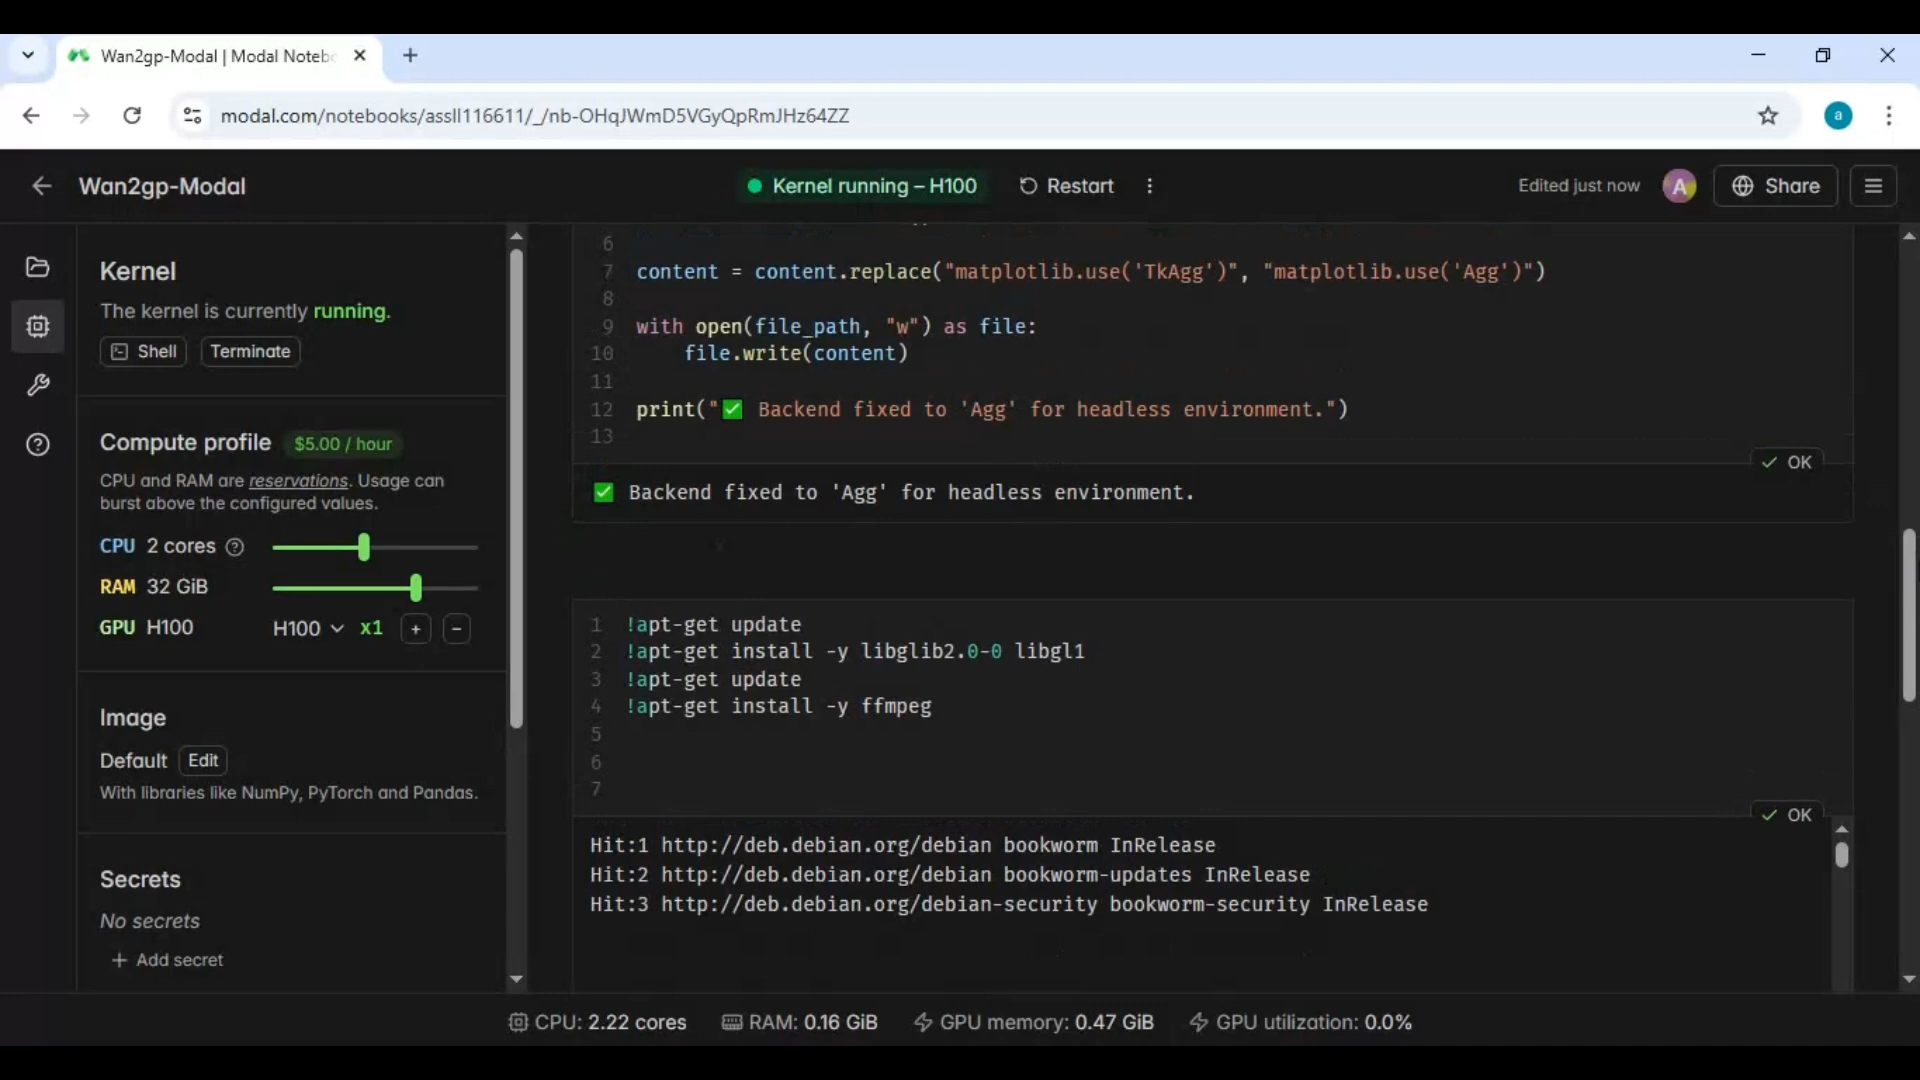 Wan2gp-Modal | Modal Notebo
modal.com/notebooks/assll116611/_/nb-OHqJWmD5VGyQpRmJHz64ZZ
a
Wan2gp-Modal
Kernel running – H100
Restart
Edited just now
A
Share
Kernel
The kernel is currently running.
Shell
Terminate
Compute profile
$5.00 / hour
CPU and RAM are reservations. Usage can
burst above the configured values.
CPU 2 cores
RAM 32 GiB
GPU H100
H100
x1
+
-
Image
Default
Edit
With libraries like NumPy, PyTorch and Pandas.
Secrets
No secrets
+ Add secret
6
7 content = content.replace("matplotlib.use('TkAgg')", "matplotlib.use('Agg')")
8
9 with open(file_path, "w") as file:
10 file.write(content)
11
12 print("✅ Backend fixed to 'Agg' for headless environment.")
13
OK
✅ Backend fixed to 'Agg' for headless environment.
1 !apt-get update
2 !apt-get install -y libglib2.0-0 libgl1
3 !apt-get update
4 !apt-get install -y ffmpeg
5
6
7
OK
Hit:1 http://deb.debian.org/debian bookworm InRelease
Hit:2 http://deb.debian.org/debian bookworm-updates InRelease
Hit:3 http://deb.debian.org/debian-security bookworm-security InRelease
CPU: 2.22 cores
RAM: 0.16 GiB
GPU memory: 0.47 GiB
GPU utilization: 0.0%